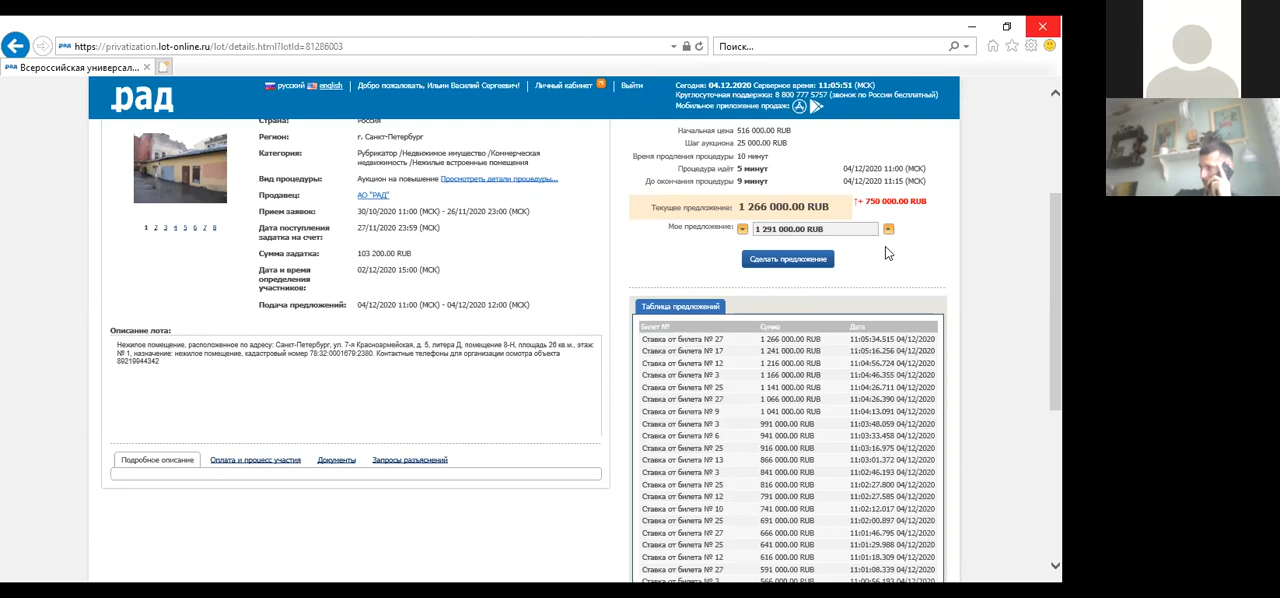 https://privatization.lot-online.ru/lot/details.html?lotId=81286003
Поиск...
рад Всероссийская универсал...
русский english Добро пожаловать, Ильин Василий Сергеевич! Личный кабинет Выйти
Сегодня: 04.12.2020 Серверное время: 11:05:51 (МСК)
Круглосуточная поддержка: 8 800 777 5757 (звонок по России бесплатный)
Мобильное приложение продаж:
рад
Россия
Регион: г. Санкт-Петербург
Категория: Рубрикатор /Недвижимое имущество /Коммерческая
недвижимость /Нежилые встроенные помещения
Вид процедуры: Аукцион на повышение Просмотреть детали процедуры...
Продавец: АО "РАД"
Прием заявок: 30/10/2020 11:00 (МСК) - 26/11/2020 23:00 (МСК)
1 2 3 4 5 6 7 8
Дата поступления
задатка на счет: 27/11/2020 23:59 (МСК)
Сумма задатка: 103 200.00 RUB
Дата и время
определения
участников: 02/12/2020 15:00 (МСК)
Подача предложений: 04/12/2020 11:00 (МСК) - 04/12/2020 12:00 (МСК)
Описание лота:
Нежилое помещение, расположенное по адресу: Санкт-Петербург, ул. 7-я Красноармейская, д. 5, литера Д, помещение 8-Н, площадь 26 кв.м., этаж:
№ 1, назначение: нежилое помещение, кадастровый номер 78:32:0001679:2380. Контактные телефоны для организации осмотра объекта
89219944342
Подробное описание Оплата и процесс участия Документы Запросы разъяснений
Начальная цена 516 000.00 RUB
Шаг аукциона 25 000.00 RUB
Время продления процедуры 10 минут
Процедура идёт 5 минут 04/12/2020 11:00 (МСК)
До окончания процедуры 9 минут 04/12/2020 11:15 (МСК)
Текущее предложение: 1 266 000.00 RUB ↑+ 750 000.00 RUB
Мое предложение: 1 291 000.00 RUB
Сделать предложение
Таблица предложений
Билет № Сумма Дата
Ставка от билета № 27 1 266 000.00 RUB 11:05:34.515 04/12/2020
Ставка от билета № 17 1 241 000.00 RUB 11:05:16.256 04/12/2020
Ставка от билета № 12 1 216 000.00 RUB 11:04:56.724 04/12/2020
Ставка от билета № 3 1 166 000.00 RUB 11:04:46.355 04/12/2020
Ставка от билета № 25 1 141 000.00 RUB 11:04:26.711 04/12/2020
Ставка от билета № 27 1 066 000.00 RUB 11:04:26.390 04/12/2020
Ставка от билета № 9 1 041 000.00 RUB 11:04:13.091 04/12/2020
Ставка от билета № 3 991 000.00 RUB 11:03:48.059 04/12/2020
Ставка от билета № 6 941 000.00 RUB 11:03:33.458 04/12/2020
Ставка от билета № 25 916 000.00 RUB 11:03:16.975 04/12/2020
Ставка от билета № 13 866 000.00 RUB 11:03:01.372 04/12/2020
Ставка от билета № 3 841 000.00 RUB 11:02:46.193 04/12/2020
Ставка от билета № 25 816 000.00 RUB 11:02:27.800 04/12/2020
Ставка от билета № 12 791 000.00 RUB 11:02:27.585 04/12/2020
Ставка от билета № 10 741 000.00 RUB 11:02:12.017 04/12/2020
Ставка от билета № 25 691 000.00 RUB 11:02:00.897 04/12/2020
Ставка от билета № 27 666 000.00 RUB 11:01:46.795 04/12/2020
Ставка от билета № 25 641 000.00 RUB 11:01:29.988 04/12/2020
Ставка от билета № 12 616 000.00 RUB 11:01:18.309 04/12/2020
Ставка от билета № 27 591 000.00 RUB 11:01:08.339 04/12/2020
Ставка от билета № 3 566 000.00 RUB 11:00:56.193 04/12/2020